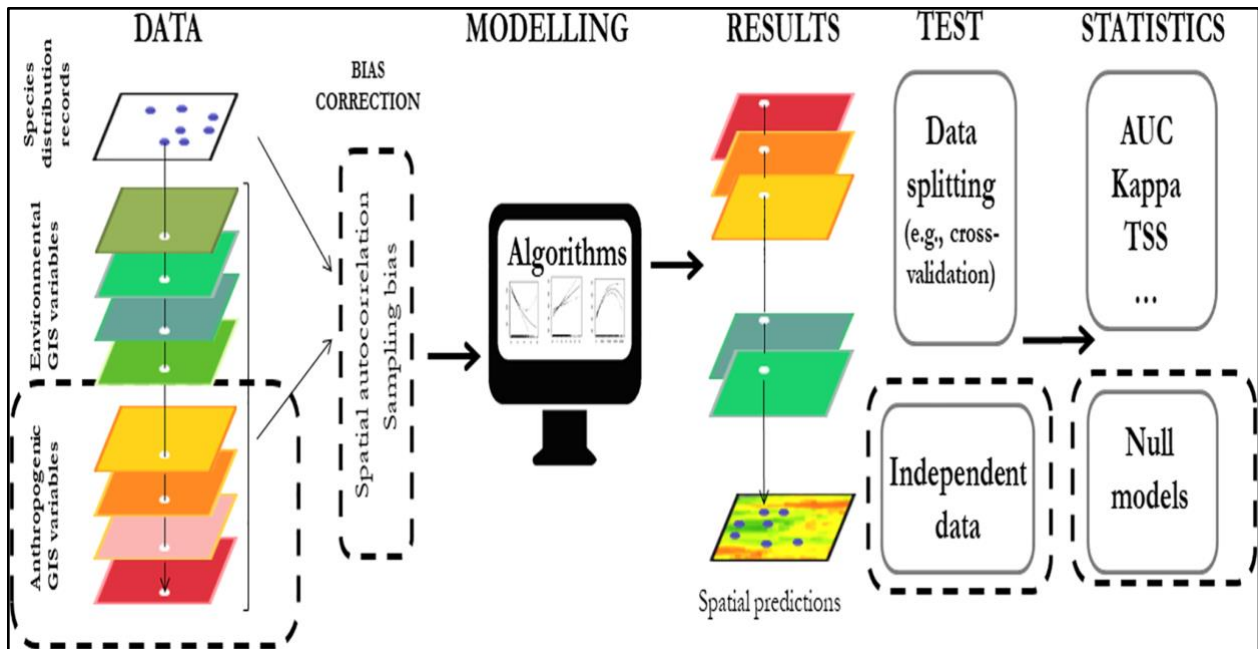 DATA
MODELLING
RESULTS
TEST
STATISTICS
Species
distribution
records
Environmental
GIS variables
Anthropogenic
GIS variables
BIAS
CORRECTION
Spatial autocorrelation
Sampling bias
Algorithms
Spatial predictions
Data
splitting
(e.g., cross-
validation)
Independent
data
AUC
Kappa
TSS
...
Null
models